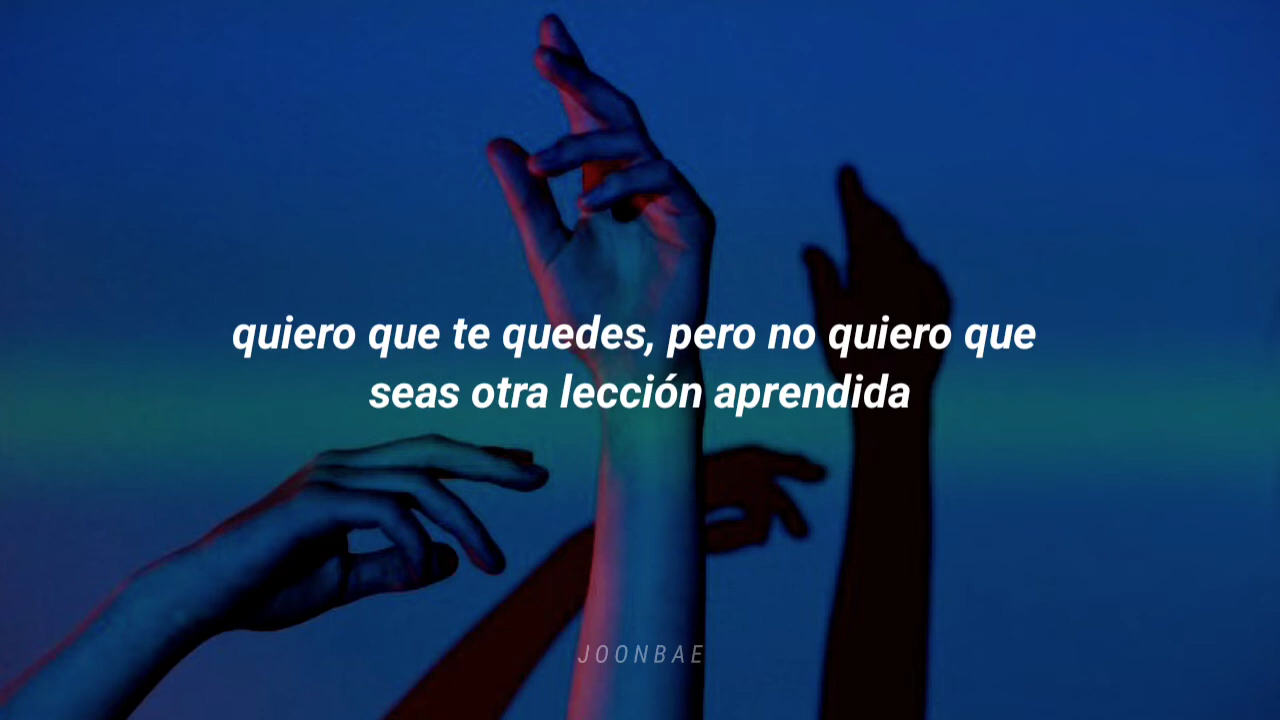 quiero que te quedes, pero no quiero que
seas otra lección aprendida
JOONBAE